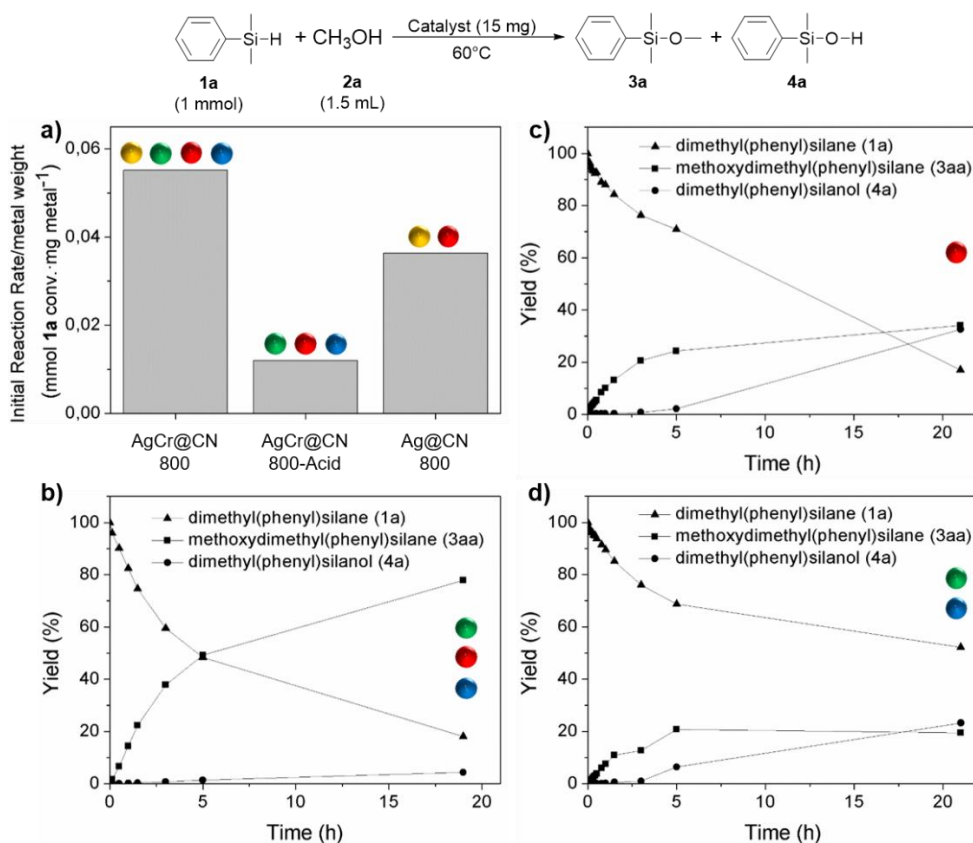 Si-H + CH₃OH Catalyst (15 mg) Si-O + Si-O-H
60°C
1a 2a 3a 4a
(1 mmol) (1.5 mL)
a)
Initial Reaction Rate/metal weight
(mmol 1a conv.·mg metal⁻¹)
0,06
0,04
0,02
0,00
AgCr@CN AgCr@CN Ag@CN
800 800-Acid 800
c)
dimethyl(phenyl)silane (1a)
methoxydimethyl(phenyl)silane (3aa)
dimethyl(phenyl)silanol (4a)
Yield (%)
100
80
60
40
20
0
0 5 10 15 20
Time (h)
b)
dimethyl(phenyl)silane (1a)
methoxydimethyl(phenyl)silane (3aa)
dimethyl(phenyl)silanol (4a)
Yield (%)
100
80
60
40
20
0
0 5 10 15 20
Time (h)
d)
dimethyl(phenyl)silane (1a)
methoxydimethyl(phenyl)silane (3aa)
dimethyl(phenyl)silanol (4a)
Yield (%)
100
80
60
40
20
0
0 5 10 15 20
Time (h)